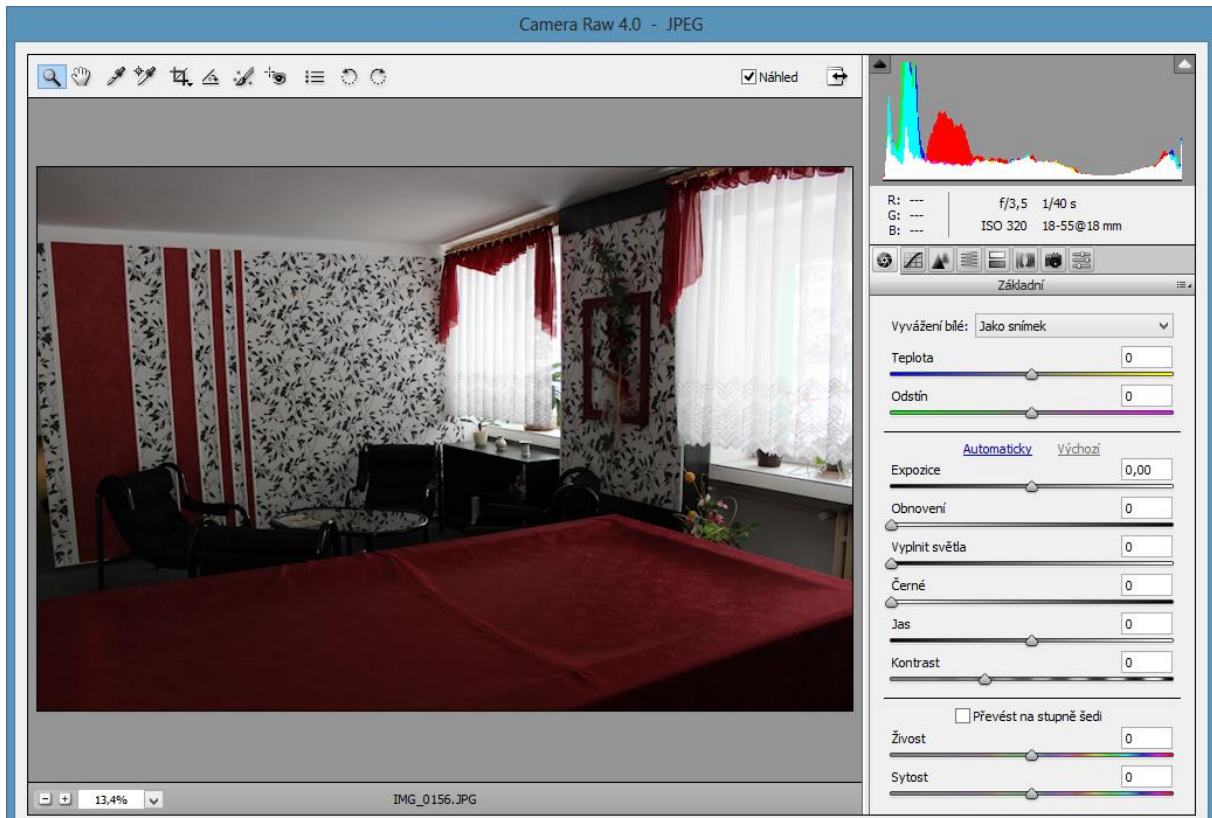 Camera Raw 4.0 - JPEG
Náhled
R: ---
G: ---
B: ---
f/3,5 1/40 s
ISO 320 18-55@18 mm
Základní
Vyvážení bílé: Jako snímek
Teplota 0
Odstín 0
Automaticky Výchozí
Expozice 0,00
Obnovení 0
Vyplnit světla 0
Černé 0
Jas 0
Kontrast 0
Převést na stupně šedi
Živost 0
Sytost 0
13,4% IMG_0156.JPG